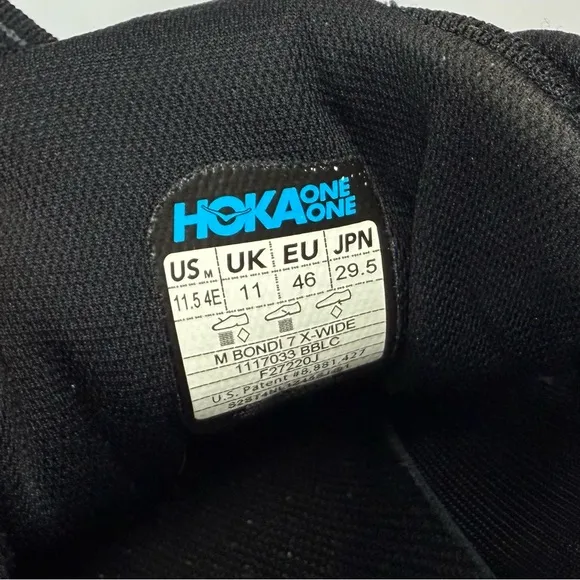 HOKA ONE ONE
US M UK EU JPN
11.5 4E 11 46 29.5
M BONDI 7 X-WIDE
1117033 BBLC
F27220J
U.S. Patent #8,981,427